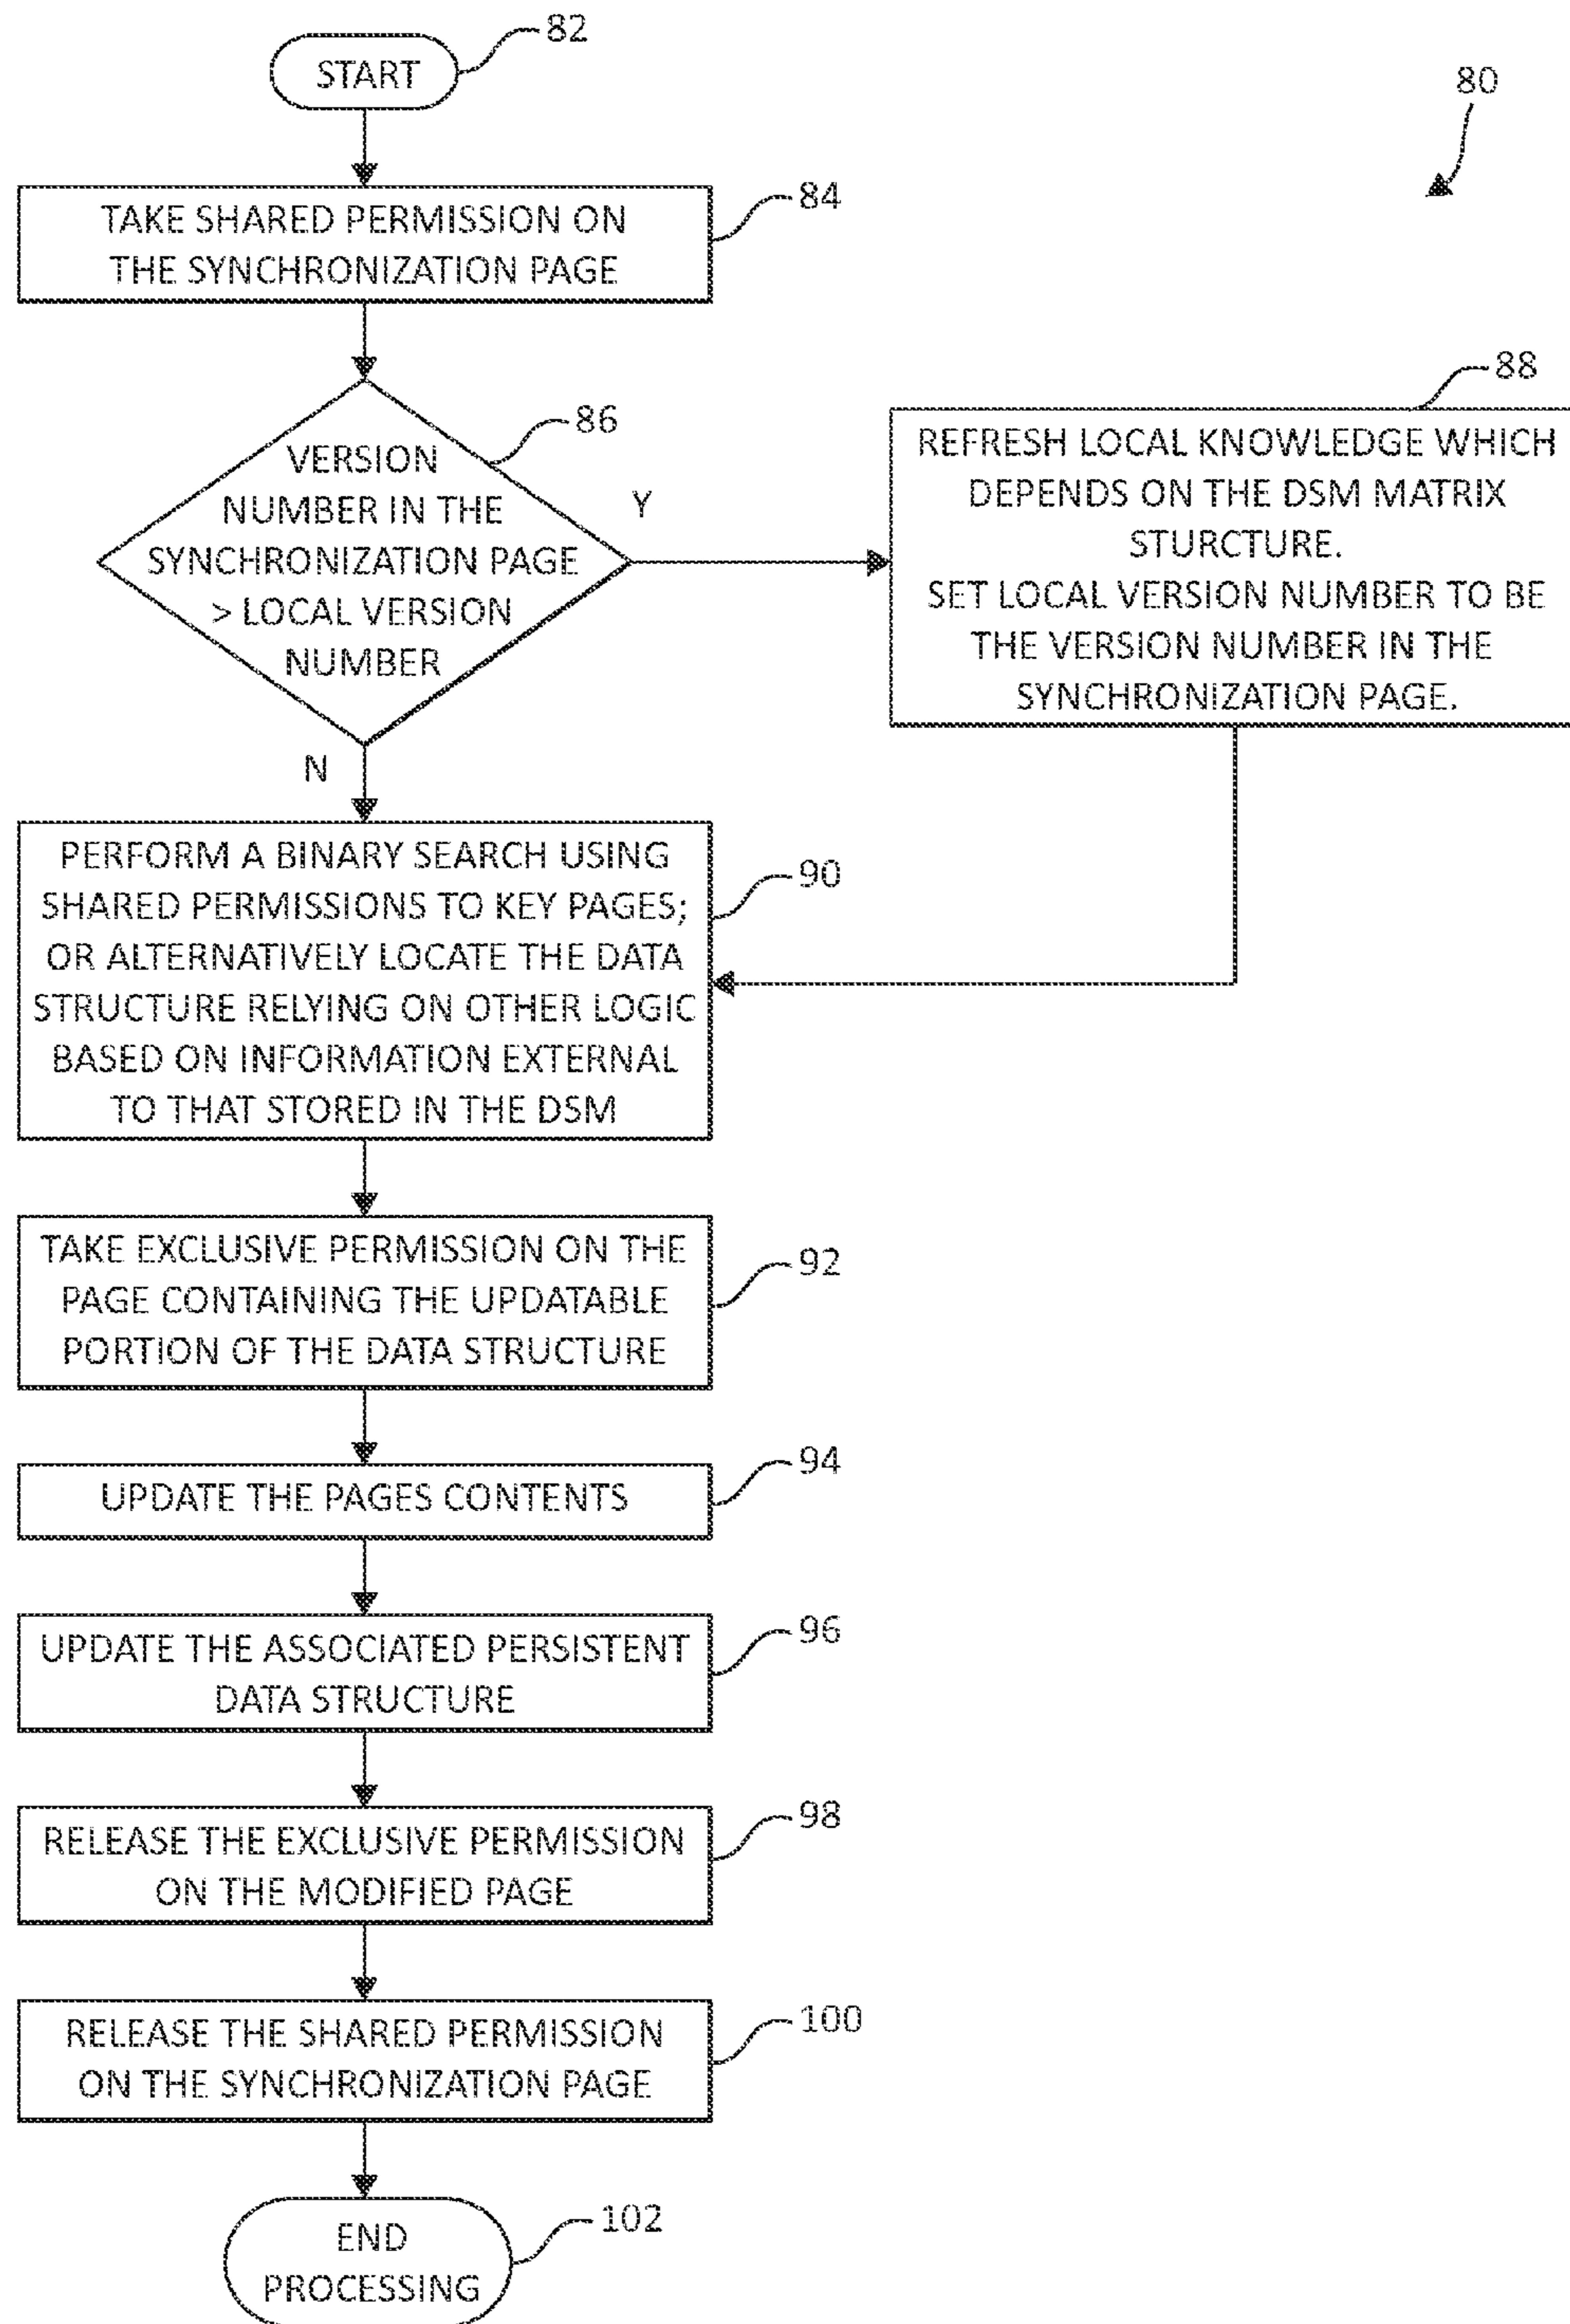 82
START
80
84
TAKE SHARED PERMISSION ON
THE SYNCHRONIZATION PAGE
86
VERSION
NUMBER IN THE
SYNCHRONIZATION PAGE
> LOCAL VERSION
NUMBER
Y
N
88
REFRESH LOCAL KNOWLEDGE WHICH
DEPENDS ON THE DSM MATRIX
STURCTURE.
SET LOCAL VERSION NUMBER TO BE
THE VERSION NUMBER IN THE
SYNCHRONIZATION PAGE.
90
PERFORM A BINARY SEARCH USING
SHARED PERMISSIONS TO KEY PAGES;
OR ALTERNATIVELY LOCATE THE DATA
STRUCTURE RELYING ON OTHER LOGIC
BASED ON INFORMATION EXTERNAL
TO THAT STORED IN THE DSM
92
TAKE EXCLUSIVE PERMISSION ON THE
PAGE CONTAINING THE UPDATABLE
PORTION OF THE DATA STRUCTURE
94
UPDATE THE PAGES CONTENTS
96
UPDATE THE ASSOCIATED PERSISTENT
DATA STRUCTURE
98
RELEASE THE EXCLUSIVE PERMISSION
ON THE MODIFIED PAGE
100
RELEASE THE SHARED PERMISSION
ON THE SYNCHRONIZATION PAGE
102
END
PROCESSING